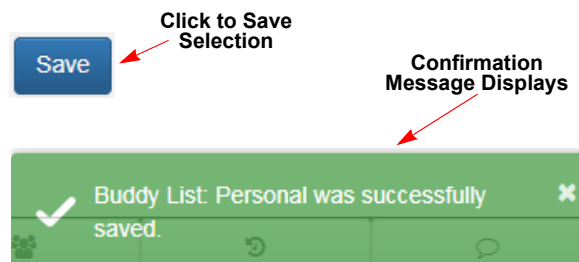 Click to Save
Selection
Save
Confirmation
Message Displays
Buddy List: Personal was successfully
saved.